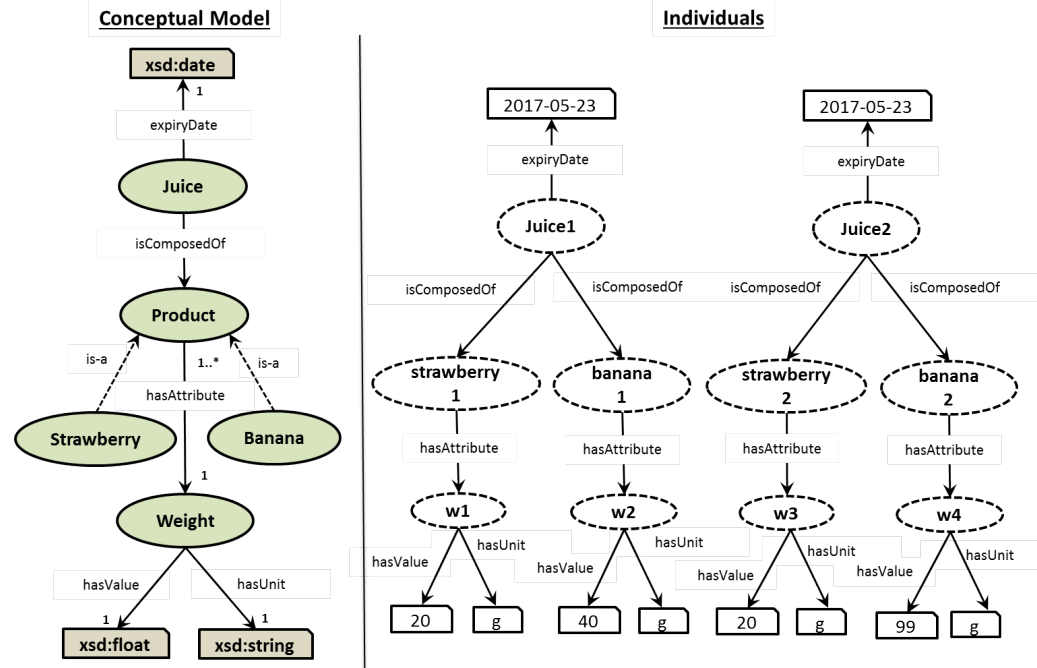 Conceptual Model
xsd:date
1
expiryDate
Juice
isComposedOf
Product
is-a
1..*
is-a
hasAttribute
Strawberry
Banana
1
Weight
hasValue
hasUnit
1
1
xsd:float
xsd:string
Individuals
2017-05-23
2017-05-23
expiryDate
expiryDate
Juice1
Juice2
isComposedOf
isComposedOf
isComposedOf
isComposedOf
strawberry
1
banana
1
strawberry
2
banana
2
hasAttribute
hasAttribute
hasAttribute
hasAttribute
w1
w2
w3
w4
hasValue
hasUnit
hasValue
hasUnit
hasValue
hasUnit
hasValue
hasUnit
20
g
40
g
20
g
99
g